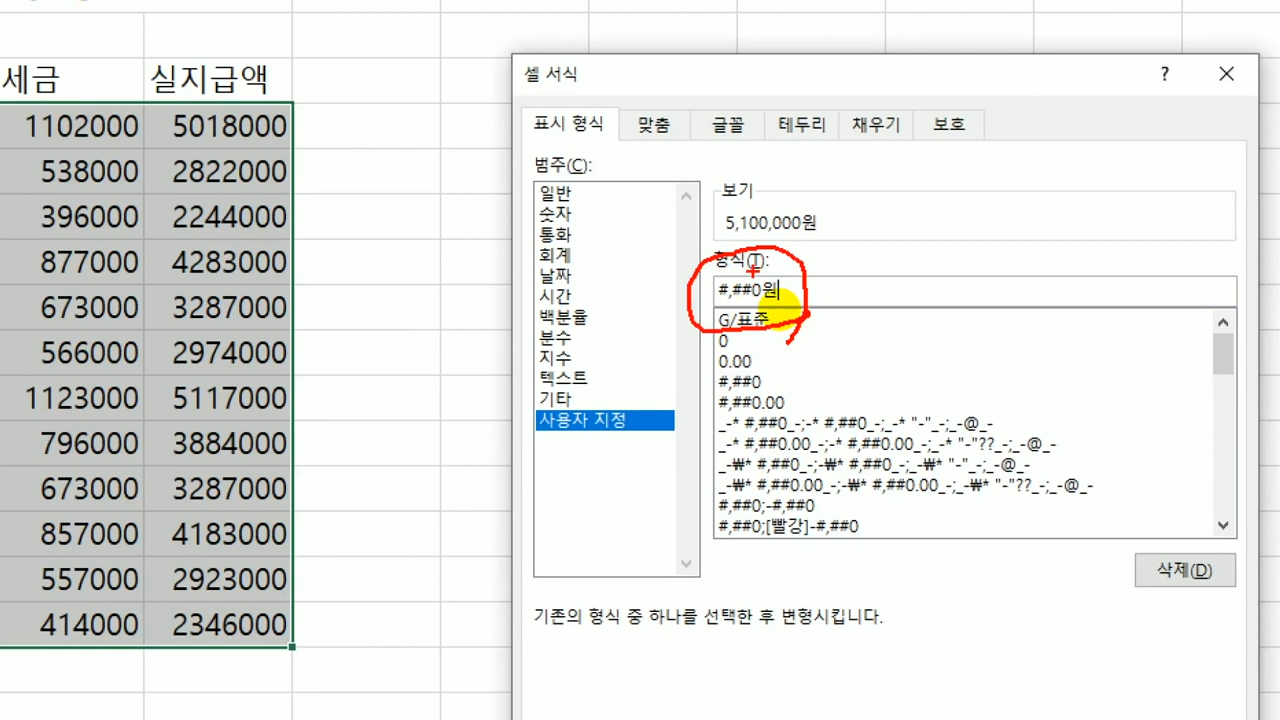 세금 실지급액
1102000 5018000
538000 2822000
396000 2244000
877000 4283000
673000 3287000
566000 2974000
1123000 5117000
796000 3884000
673000 3287000
857000 4183000
557000 2923000
414000 2346000
셀 서식 ? ×
표시 형식 맞춤 글꼴 테두리 채우기 보호
범주(C):
일반
숫자
통화
회계
날짜
시간
백분율
분수
지수
텍스트
기타
사용자 지정
보기
5,100,000원
형식(T):
#,##0원
G/표준
0
0.00
#,##0
#,##0.00
_-* #,##0_-;-* #,##0_-;_-* "-"_-;_-@_-
_-* #,##0.00_-;-* #,##0.00_-;_-* "-"??_-;_-@_-
_-₩* #,##0_-;-₩* #,##0_-;_-₩* "-"_-;_-@_-
_-₩* #,##0.00_-;-₩* #,##0.00_-;_-₩* "-"??_-;_-@_-
#,##0;-#,##0
#,##0;[빨강]-#,##0
삭제(D)
기존의 형식 중 하나를 선택한 후 변형시킵니다.